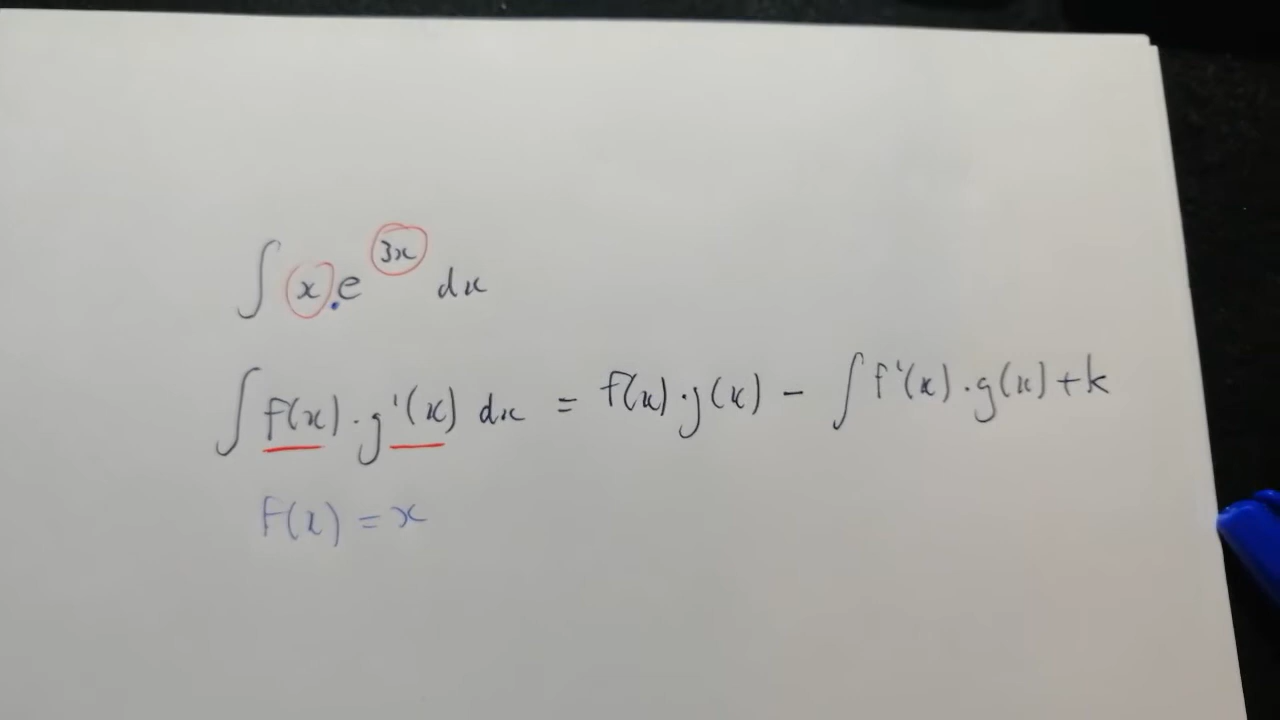 ∫ x.e^{3x} dx
∫ f(x) · g'(x) dx = f(x) · g(x) − ∫ f'(x) · g(x) + k
F(x) = x